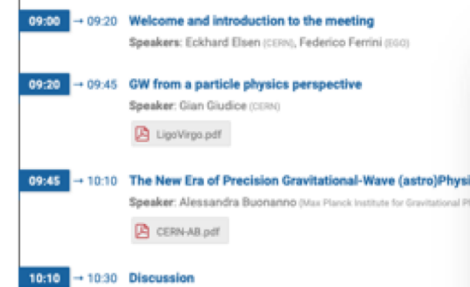 09:00 → 09:20 Welcome and introduction to the meeting
Speakers: Eckhard Elsen (CERN), Federico Ferrini (EGO)
09:20 → 09:45 GW from a particle physics perspective
Speaker: Gian Giudice (CERN)
LigoVirgo.pdf
09:45 → 10:10 The New Era of Precision Gravitational-Wave (astro)Physi
Speaker: Alessandra Buonanno (Max Planck Institute for Gravitational P
CERN-AB.pdf
10:10 → 10:30 Discussion